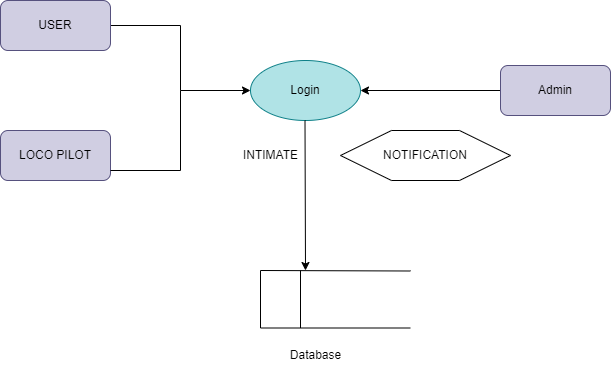 USER
Login
Admin
LOCO PILOT
INTIMATE
NOTIFICATION
Database